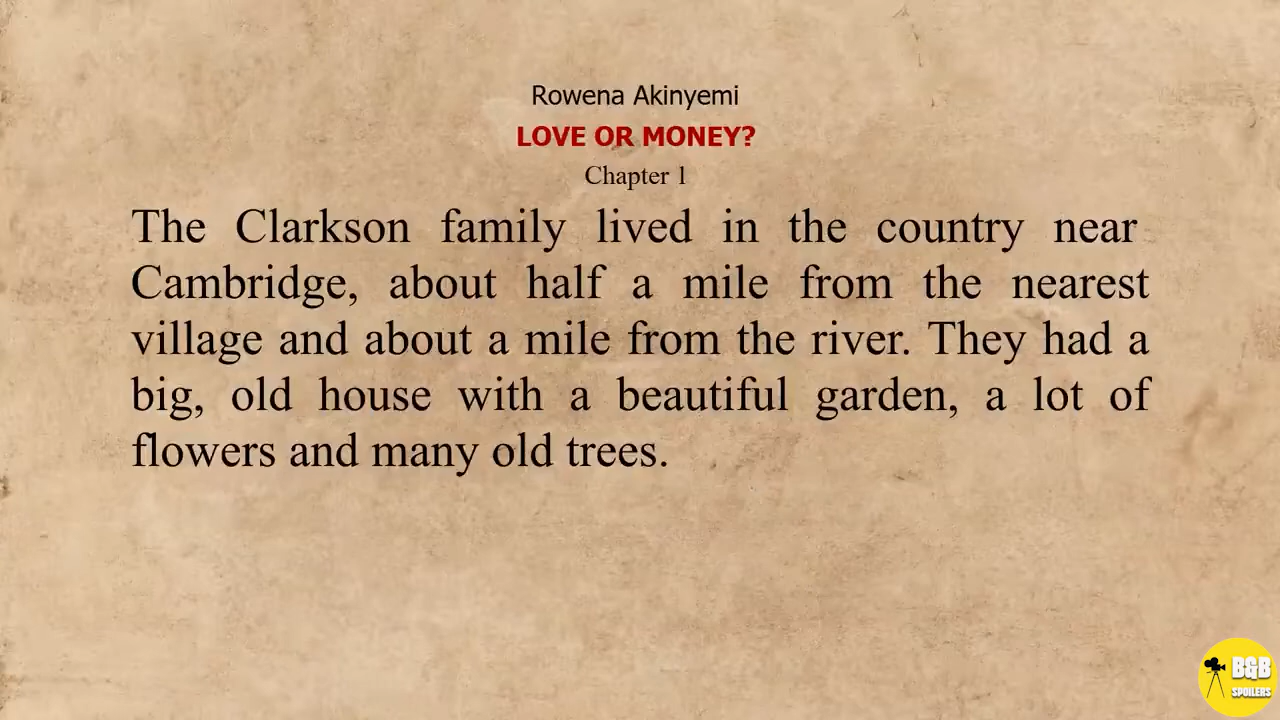 Rowena Akinyemi
LOVE OR MONEY?
Chapter 1
The Clarkson family lived in the country near
Cambridge, about half a mile from the nearest
village and about a mile from the river. They had a
big, old house with a beautiful garden, a lot of
flowers and many old trees.
B&B
SPOILERS